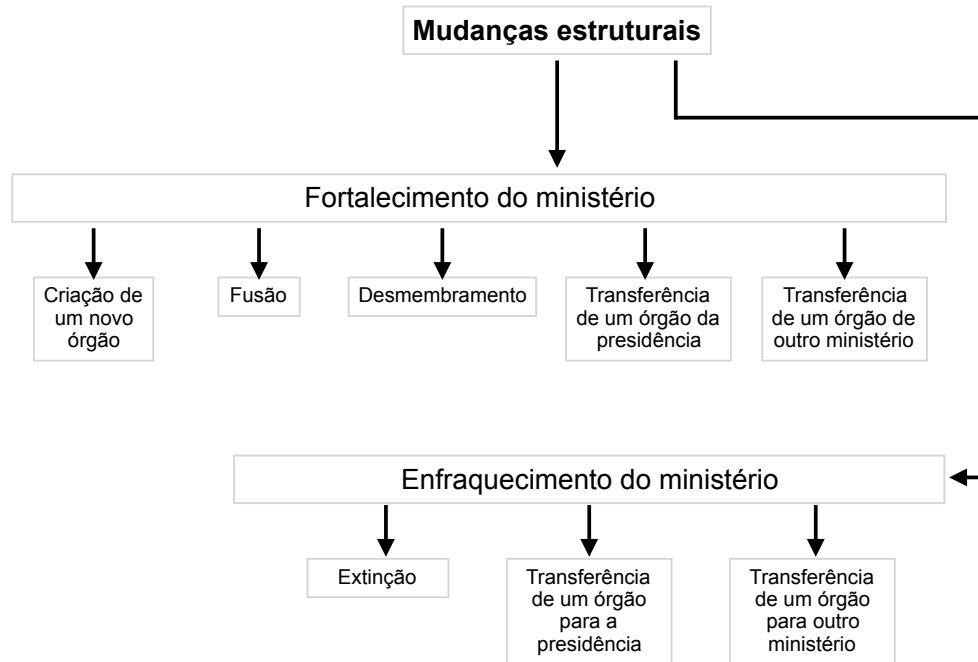 Mudanças estruturais
Fortalecimento do ministério
Criação de
um novo
órgão
Fusão
Desmembramento
Transferência
de um órgão da
presidência
Transferência
de um órgão de
outro ministério
Enfraquecimento do ministério
Extinção
Transferência
de um órgão
para a
presidência
Transferência
de um órgão
para outro
ministério